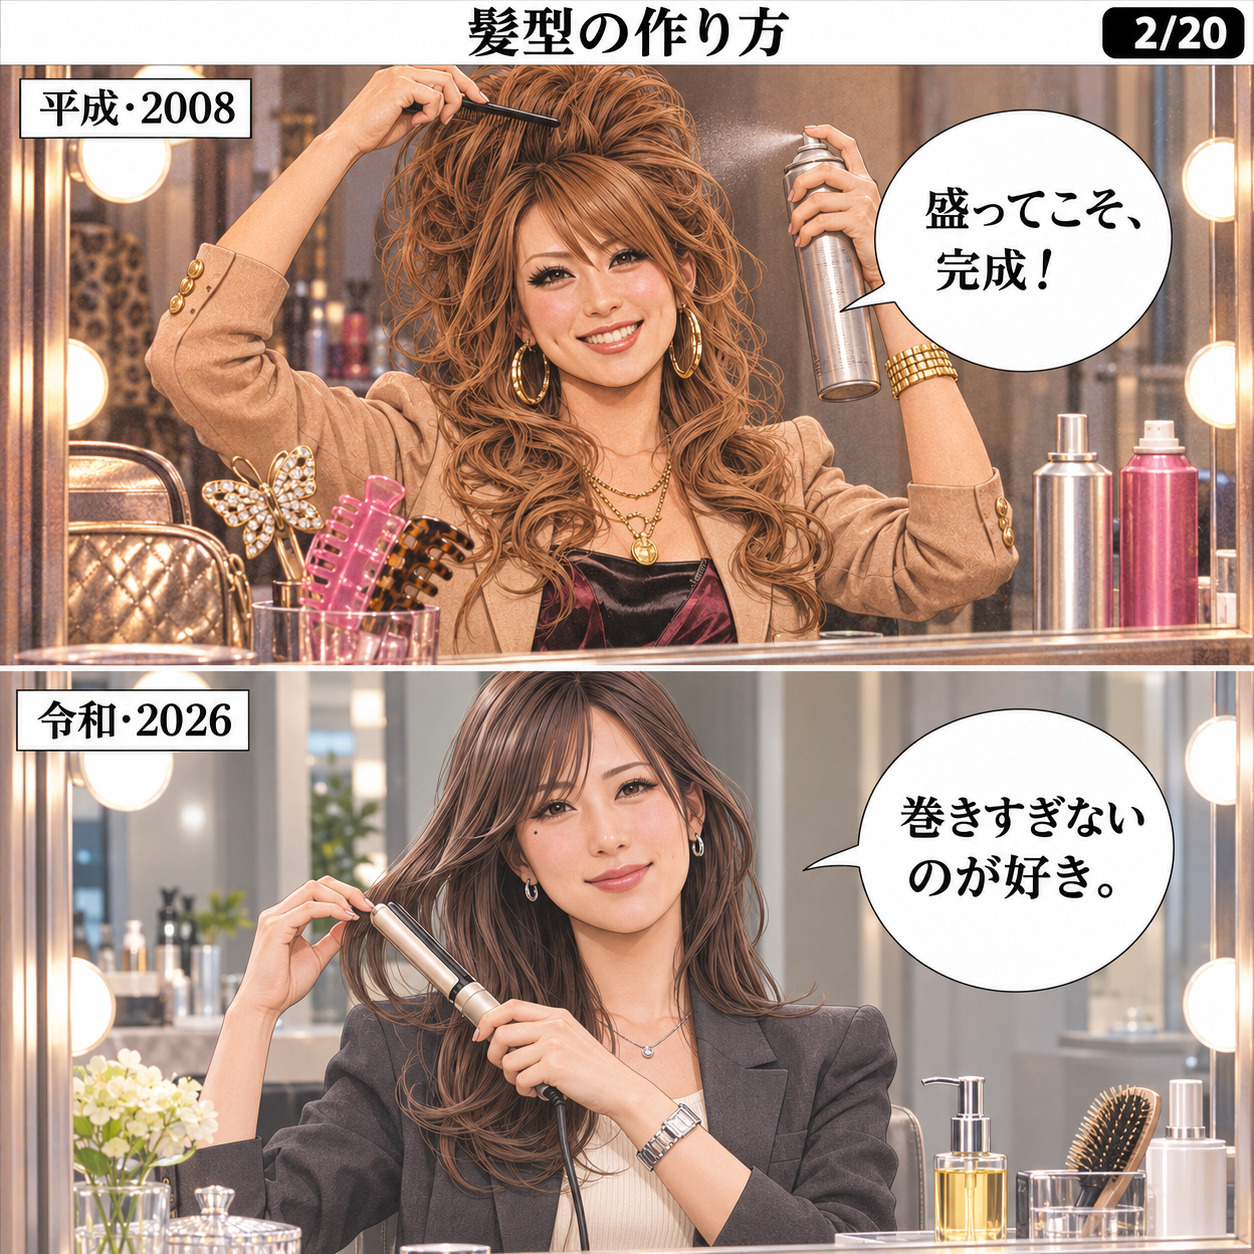 髪型の作り方
2/20
平成・2008
盛ってこそ、
完成！
令和・2026
巻きすぎない
のが好き。